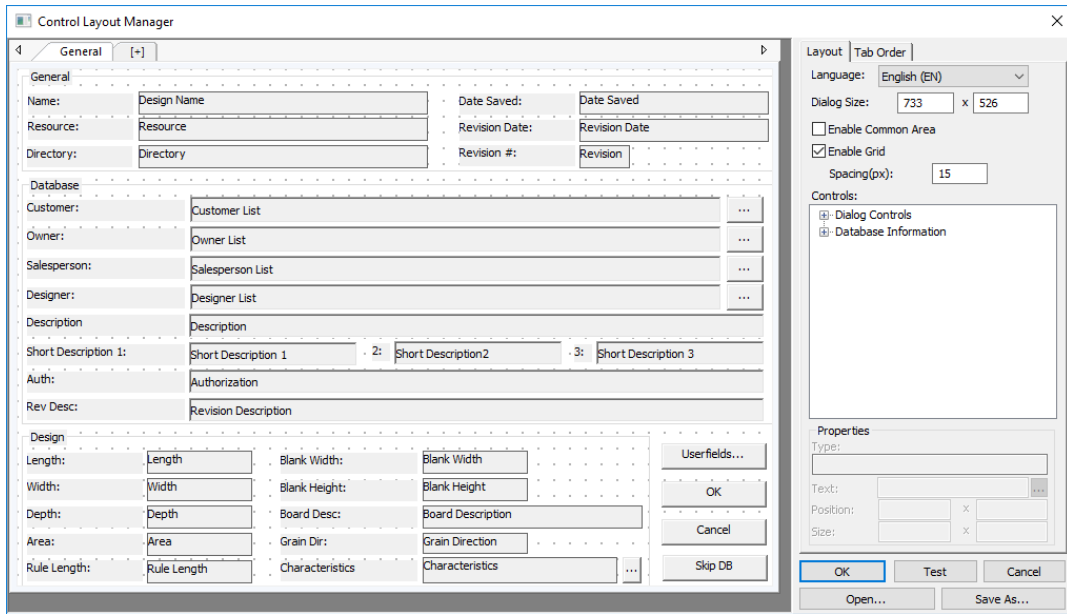 Control Layout Manager
General [+]
General
Name: Design Name Date Saved: Date Saved
Resource: Resource Revision Date: Revision Date
Directory: Directory Revision #: Revision
Database
Customer: Customer List ...
Owner: Owner List ...
Salesperson: Salesperson List ...
Designer: Designer List ...
Description Description
Short Description 1: Short Description 1 2: Short Description2 3: Short Description 3
Auth: Authorization
Rev Desc: Revision Description
Design
Length: Length Blank Width: Blank Width
Width: Width Blank Height: Blank Height
Depth: Depth Board Desc: Board Description
Area: Area Grain Dir: Grain Direction
Rule Length: Rule Length Characteristics Characteristics ...
Userfields...
OK
Cancel
Skip DB
Layout Tab Order
Language: English (EN)
Dialog Size: 733 x 526
Enable Common Area
Enable Grid
Spacing(px): 15
Controls:
Dialog Controls
Database Information
Properties
Type:
Text: ...
Position: x
Size: x
OK Test Cancel
Open... Save As...